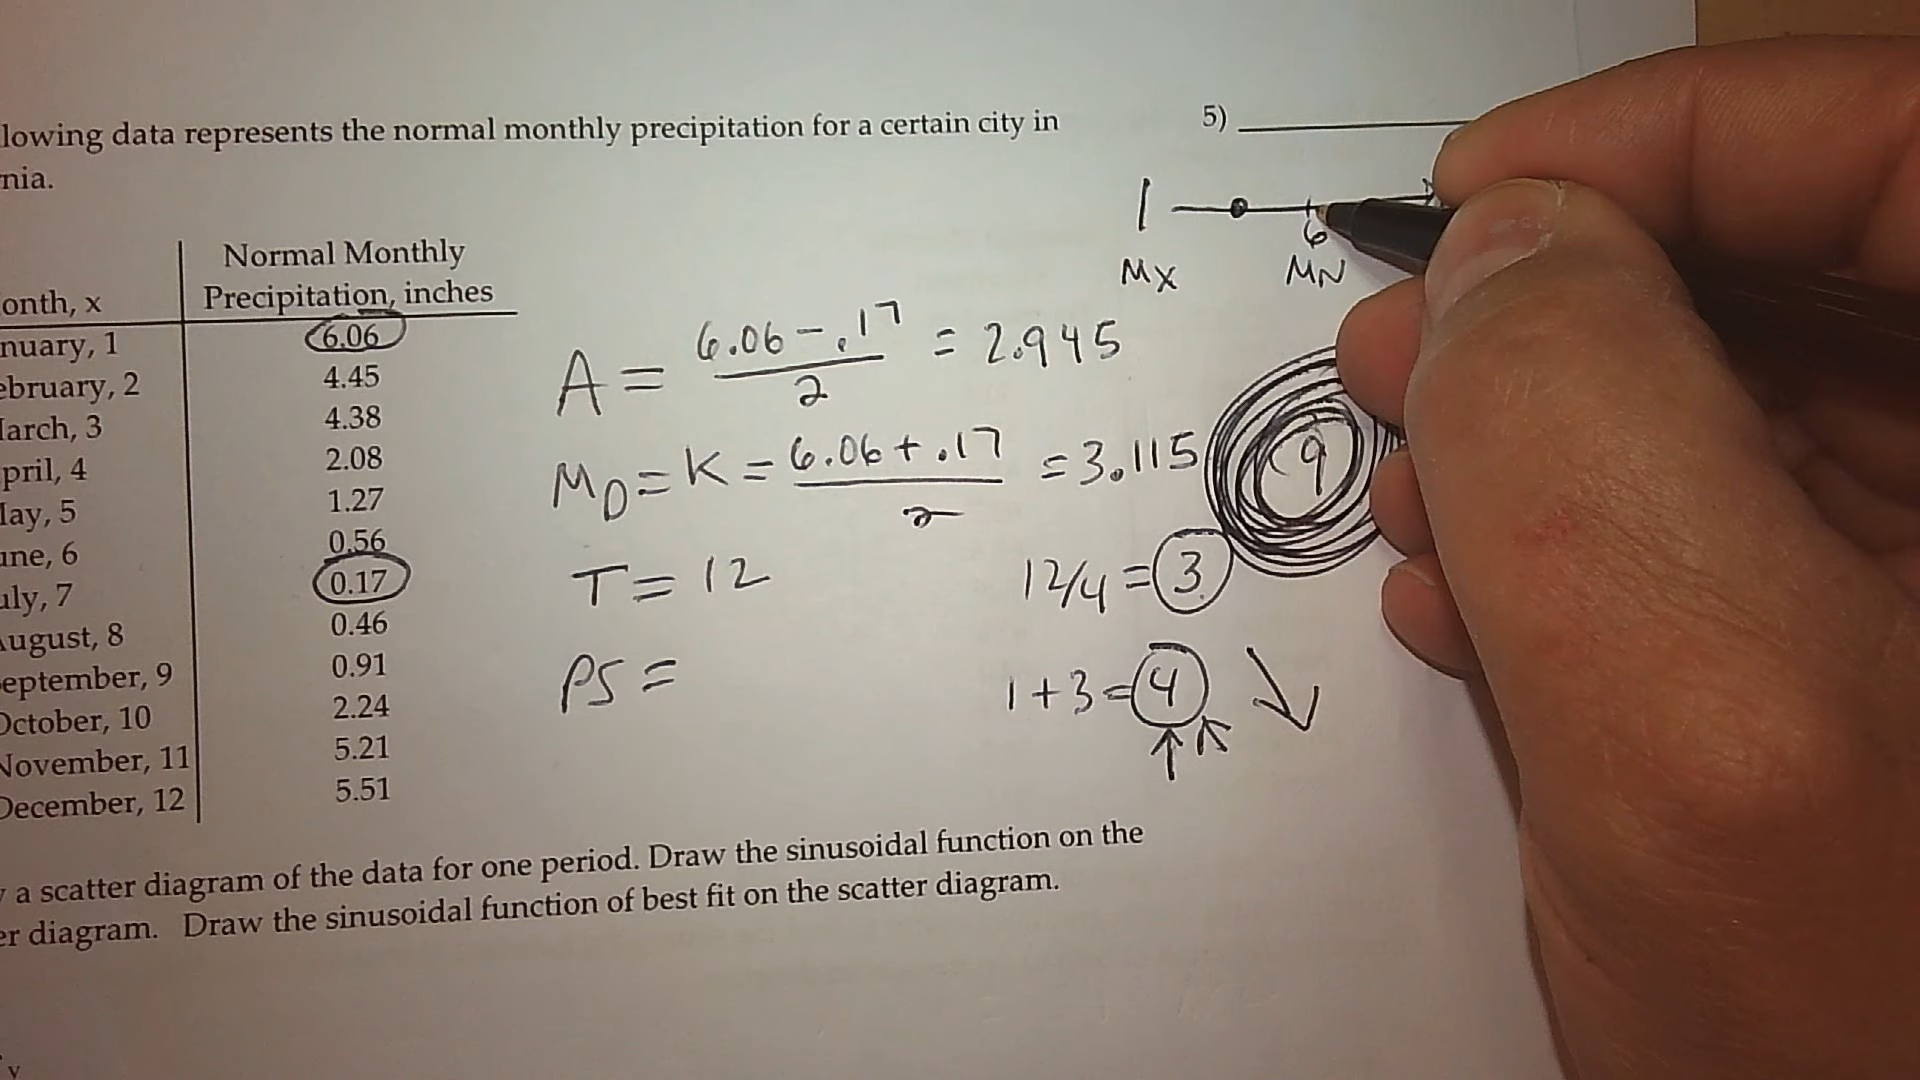 lowing data represents the normal monthly precipitation for a certain city in
nia.
5)
1
6
MX MN
onth, x Normal Monthly Precipitation, inches
nuary, 1 6.06
ebruary, 2 4.45
arch, 3 4.38
pril, 4 2.08
ay, 5 1.27
une, 6 0.56
uly, 7 0.17
ugust, 8 0.46
eptember, 9 0.91
October, 10 2.24
November, 11 5.21
December, 12 5.51
A = 6.06 - .17 / 2 = 2.945
MD = K = 6.06 + .17 / 2 = 3.115
9
T = 12
12/4 = 3
PS =
1 + 3 = 4
a scatter diagram of the data for one period. Draw the sinusoidal function on the
er diagram. Draw the sinusoidal function of best fit on the scatter diagram.
y